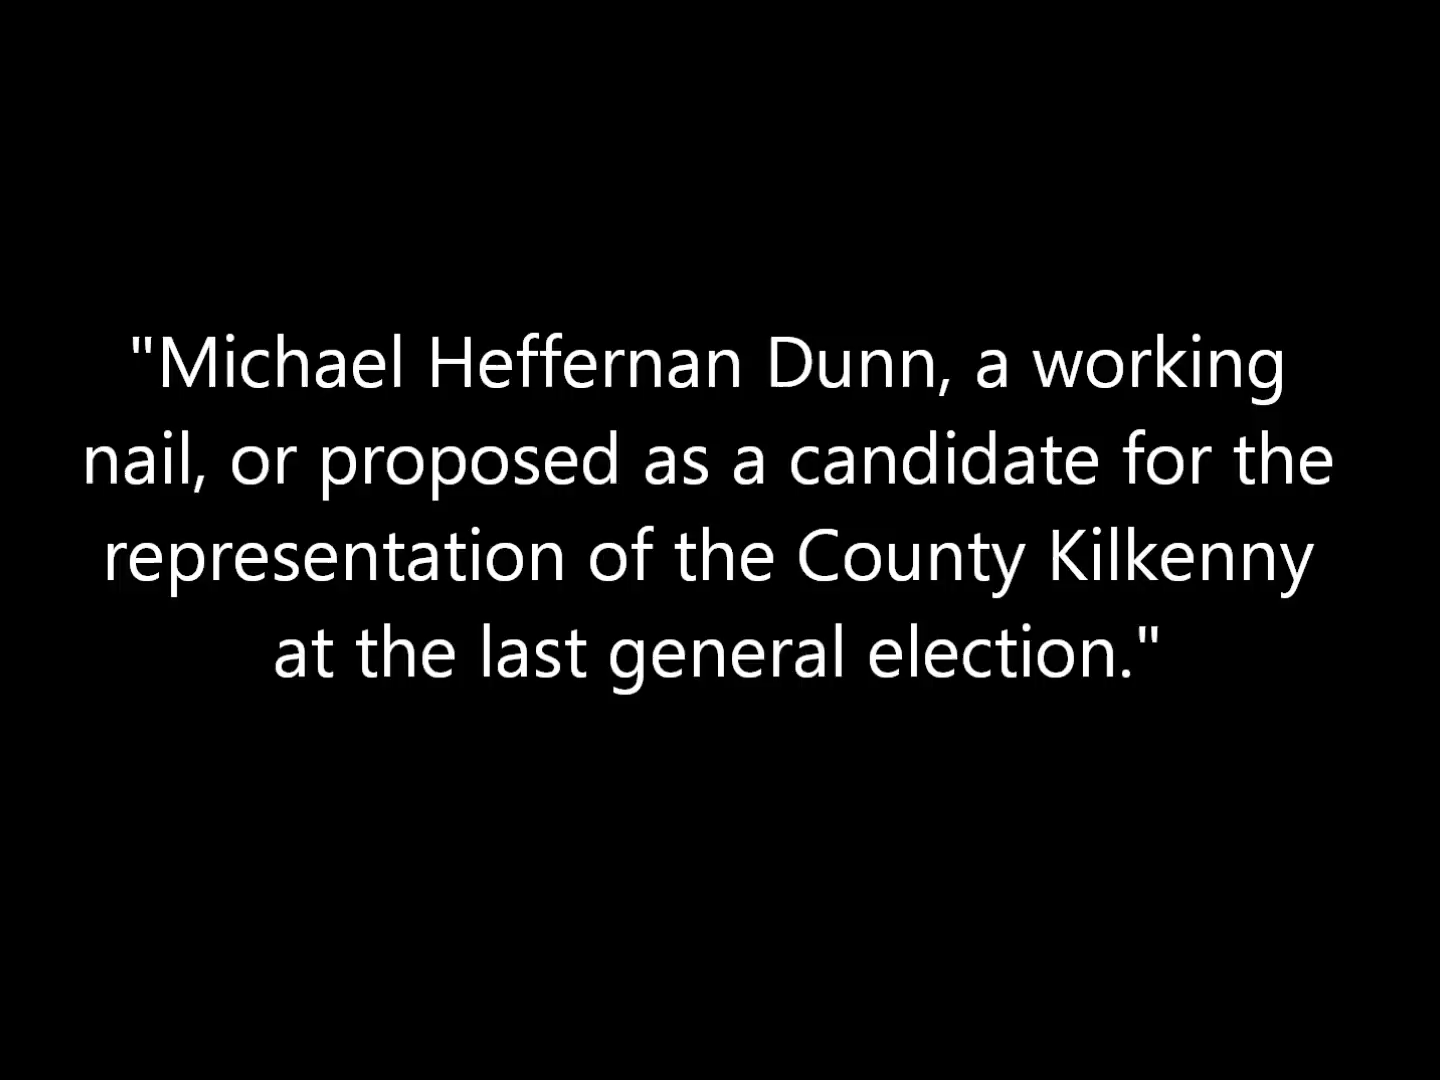 "Michael Heffernan Dunn, a working
nail, or proposed as a candidate for the
representation of the County Kilkenny
at the last general election."